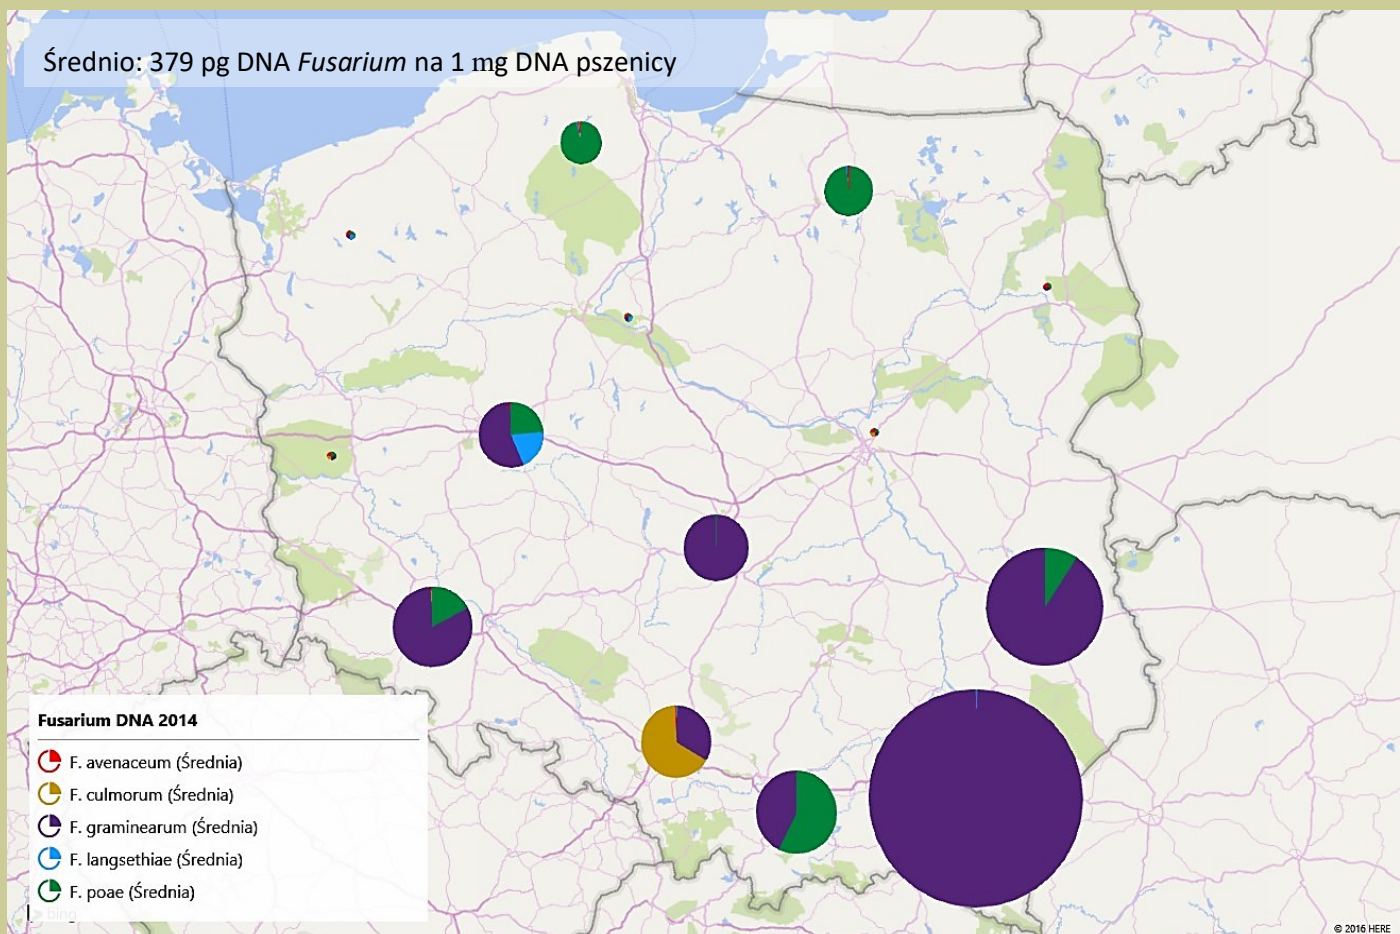 Średnio: 379 pg DNA Fusarium na 1 mg DNA pszenicy
Fusarium DNA 2014
F. avenaceum (Średnia)
F. culmorum (Średnia)
F. graminearum (Średnia)
F. langsethiae (Średnia)
F. poae (Średnia)
bing
© 2016 HERE